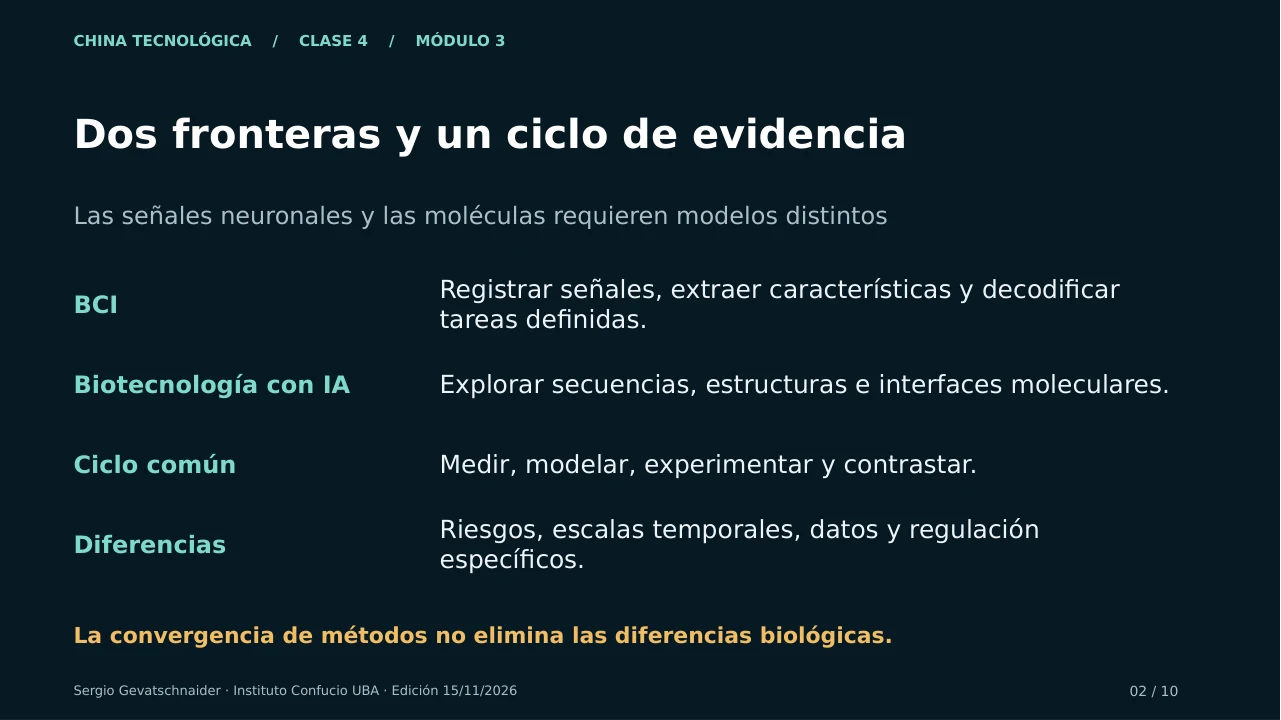 CHINA TECNOLÓGICA / CLASE 4 / MÓDULO 3
Dos fronteras y un ciclo de evidencia
Las señales neuronales y las moléculas requieren modelos distintos
BCI
Registrar señales, extraer características y decodificar
tareas definidas.
Biotecnología con IA
Explorar secuencias, estructuras e interfaces moleculares.
Ciclo común
Medir, modelar, experimentar y contrastar.
Diferencias
Riesgos, escalas temporales, datos y regulación
específicos.
La convergencia de métodos no elimina las diferencias biológicas.
Sergio Gevatschnaider · Instituto Confucio UBA · Edición 15/11/2026
02 / 10